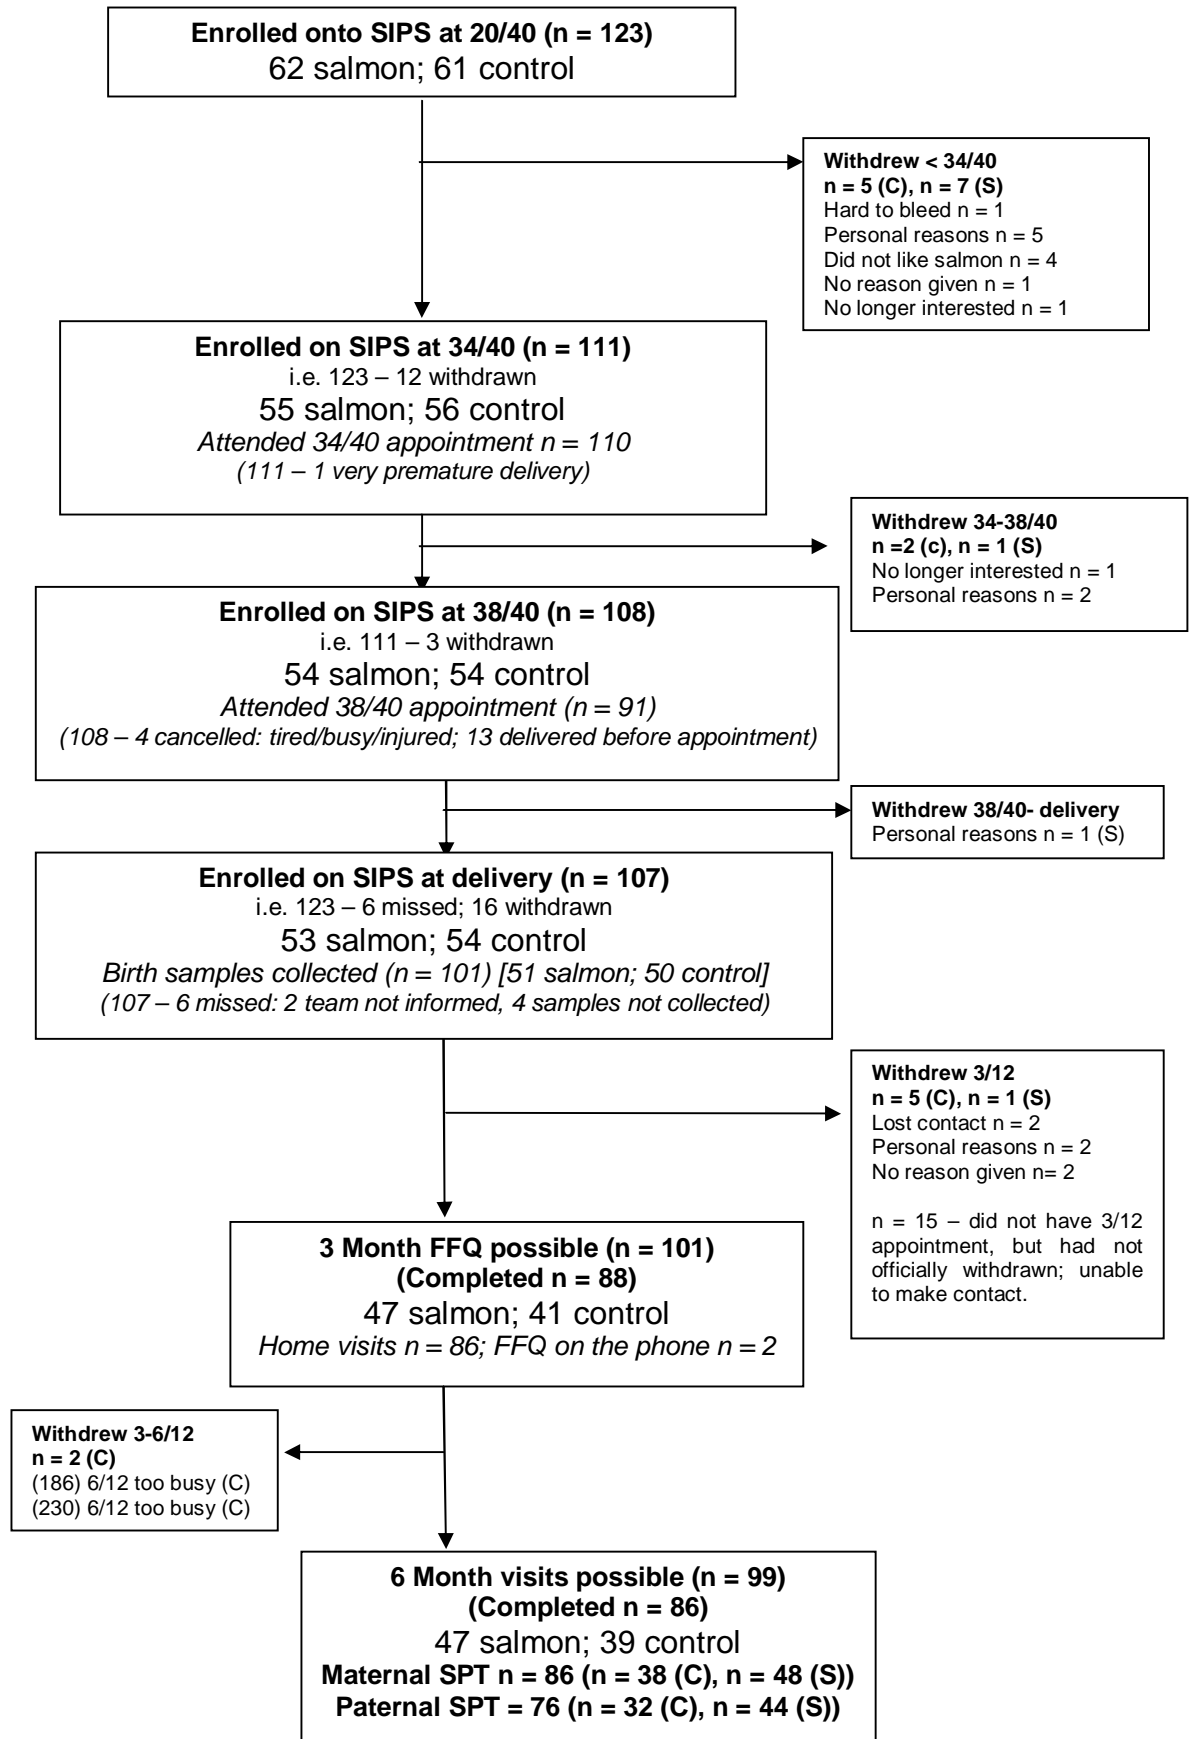 Enrolled onto SIPS at 20/40 (n = 123)
62 salmon; 61 control
Withdrew < 34/40
n = 5 (C), n = 7 (S)
Hard to bleed n = 1
Personal reasons n = 5
Did not like salmon n = 4
No reason given n = 1
No longer interested n = 1
Enrolled on SIPS at 34/40 (n = 111)
i.e. 123 – 12 withdrawn
55 salmon; 56 control
Attended 34/40 appointment n = 110
(111 – 1 very premature delivery)
Withdrew 34-38/40
n =2 (c), n = 1 (S)
No longer interested n = 1
Personal reasons n = 2
Enrolled on SIPS at 38/40 (n = 108)
i.e. 111 – 3 withdrawn
54 salmon; 54 control
Attended 38/40 appointment (n = 91)
(108 – 4 cancelled: tired/busy/injured; 13 delivered before appointment)
Withdrew 38/40- delivery
Personal reasons n = 1 (S)
Enrolled on SIPS at delivery (n = 107)
i.e. 123 – 6 missed; 16 withdrawn
53 salmon; 54 control
Birth samples collected (n = 101) [51 salmon; 50 control]
(107 – 6 missed: 2 team not informed, 4 samples not collected)
Withdrew 3/12
n = 5 (C), n = 1 (S)
Lost contact n = 2
Personal reasons n = 2
No reason given n= 2
n = 15 – did not have 3/12
appointment, but had not
officially withdrawn; unable
to make contact.
3 Month FFQ possible (n = 101)
(Completed n = 88)
47 salmon; 41 control
Home visits n = 86; FFQ on the phone n = 2
Withdrew 3-6/12
n = 2 (C)
(186) 6/12 too busy (C)
(230) 6/12 too busy (C)
6 Month visits possible (n = 99)
(Completed n = 86)
47 salmon; 39 control
Maternal SPT n = 86 (n = 38 (C), n = 48 (S))
Paternal SPT = 76 (n = 32 (C), n = 44 (S))